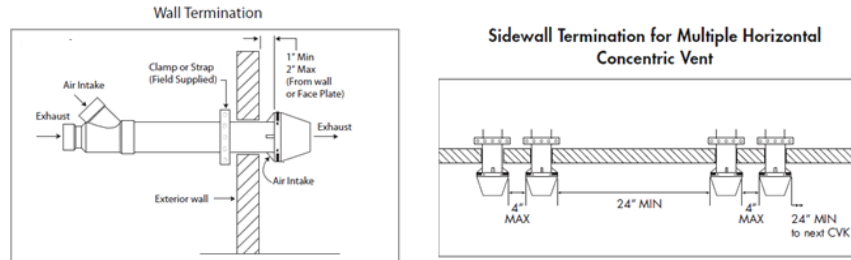 Wall Termination
1" Min
2" Max
(From wall
or Face Plate)
Clamp or Strap
(Field Supplied)
Air Intake
Exhaust
Exhaust
Air Intake
Exterior wall
Sidewall Termination for Multiple Horizontal
Concentric Vent
4"
MAX
24" MIN
4"
MAX
24" MIN
to next CVK